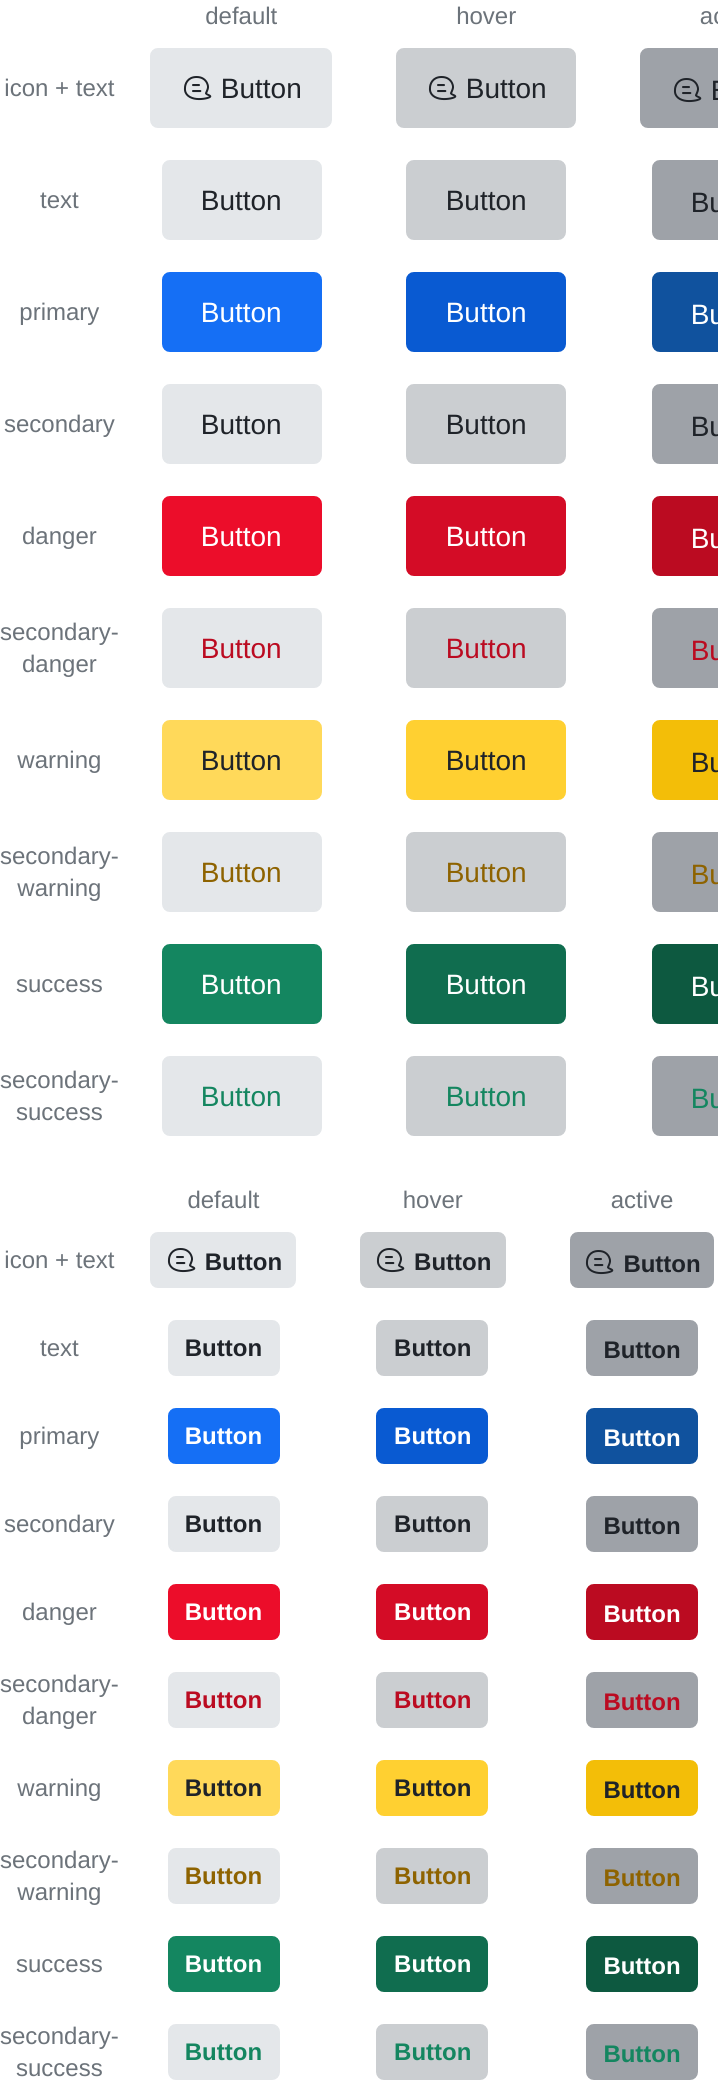 default hover
icon + text Button Button
text Button Button Bu
primary Button Button Bu
secondary Button Button Bu
danger Button Button Bu
secondary-
danger Button Button Bu
warning Button Button Bu
secondary-
warning Button Button Bu
success Button Button Bu
secondary-
success Button Button Bu
default hover active
icon + text Button Button Button
text Button Button Button
primary Button Button Button
secondary Button Button Button
danger Button Button Button
secondary-
danger Button Button Button
warning Button Button Button
secondary-
warning Button Button Button
success Button Button Button
secondary-
success Button Button Button